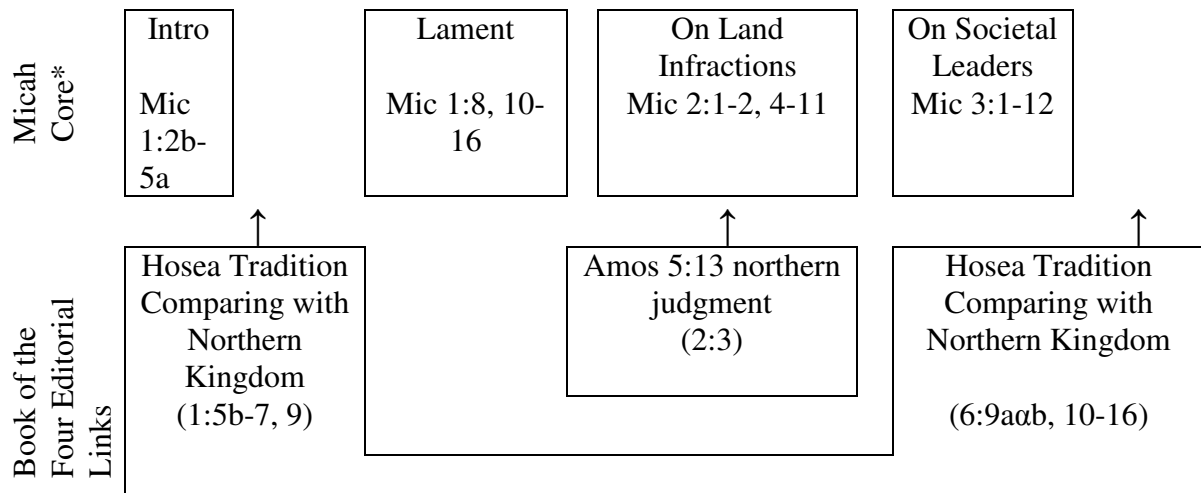 Micah
Core*
Intro
Mic
1:2b-
5a
Lament
Mic 1:8, 10-
16
On Land
Infractions
Mic 2:1-2, 4-11
On Societal
Leaders
Mic 3:1-12
↑
↑
↑
Book of the
Four Editorial
Links
Hosea Tradition
Comparing with
Northern
Kingdom
(1:5b-7, 9)
Amos 5:13 northern
judgment
(2:3)
Hosea Tradition
Comparing with
Northern Kingdom
(6:9aαb, 10-16)